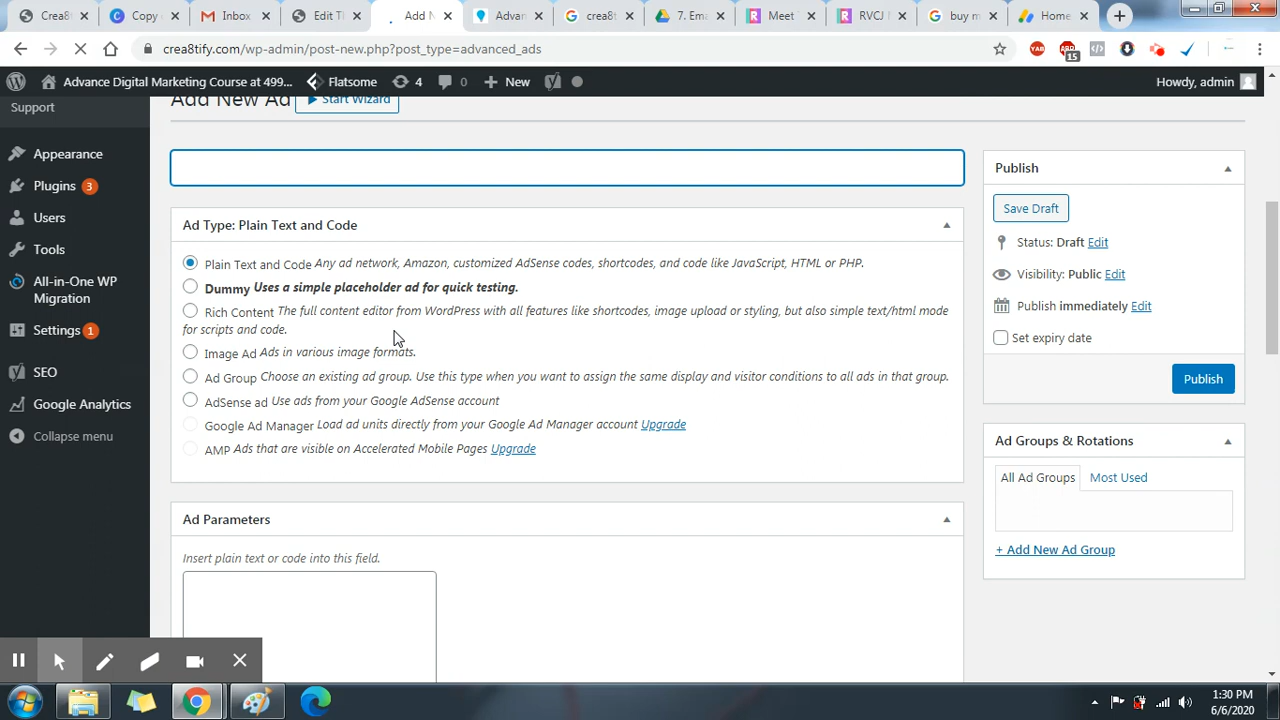 Crea8 Copy Inbox Edit T Add N Advan crea8t 7. Ema Meet RVCJ buy m Home
crea8tify.com/wp-admin/post-new.php?post_type=advanced_ads
15
Advance Digital Marketing Course at 499... Flatsome 4 0 New Howdy, admin
Support
Appearance
Plugins 3
Users
Tools
All-in-One WP
Migration
Settings 1
SEO
Google Analytics
Collapse menu
Add New Ad Start Wizard
Ad Type: Plain Text and Code
Plain Text and Code Any ad network, Amazon, customized AdSense codes, shortcodes, and code like JavaScript, HTML or PHP.
Dummy Uses a simple placeholder ad for quick testing.
Rich Content The full content editor from WordPress with all features like shortcodes, image upload or styling, but also simple text/html mode
for scripts and code.
Image Ad Ads in various image formats.
Ad Group Choose an existing ad group. Use this type when you want to assign the same display and visitor conditions to all ads in that group.
AdSense ad Use ads from your Google AdSense account
Google Ad Manager Load ad units directly from your Google Ad Manager account Upgrade
AMP Ads that are visible on Accelerated Mobile Pages Upgrade
Ad Parameters
Insert plain text or code into this field.
Publish
Save Draft
Status: Draft Edit
Visibility: Public Edit
Publish immediately Edit
Set expiry date
Publish
Ad Groups & Rotations
All Ad Groups Most Used
+ Add New Ad Group
1:30 PM
6/6/2020